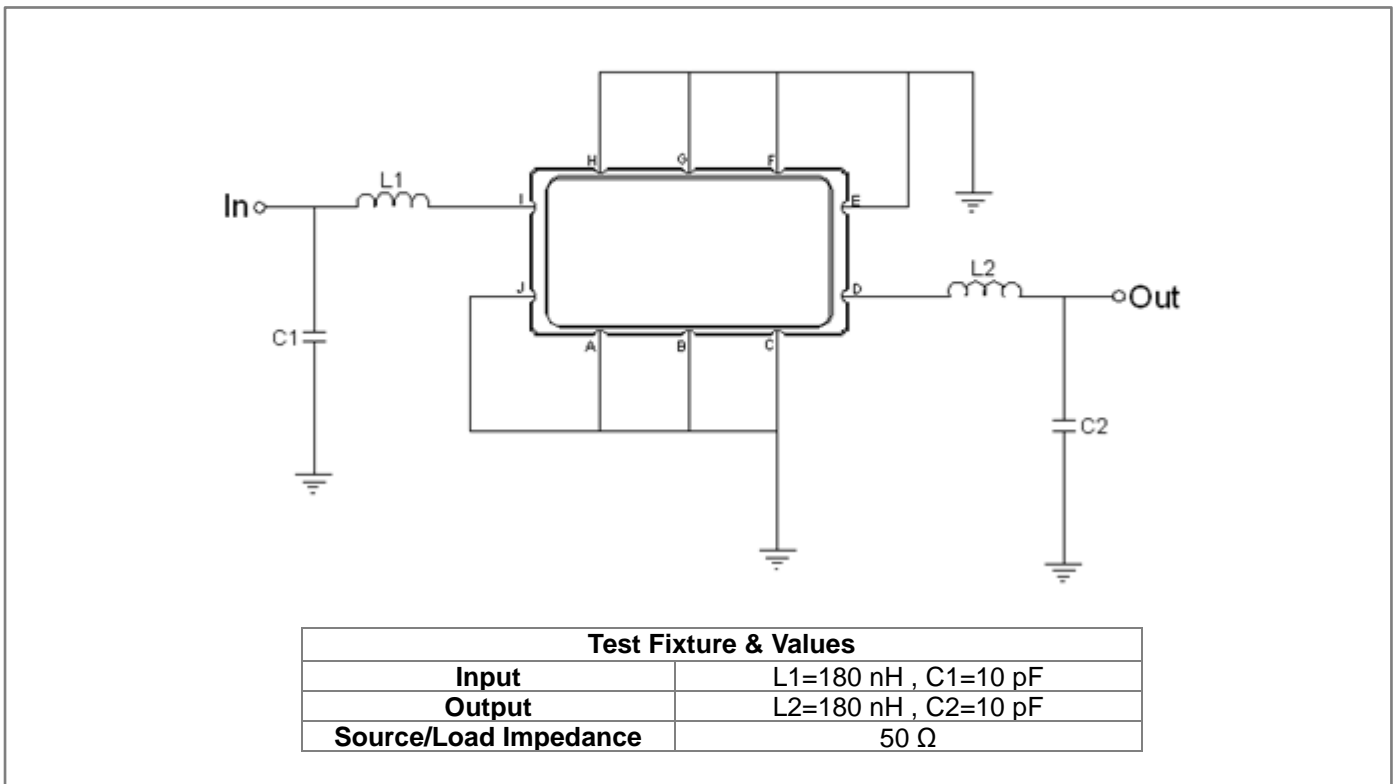 H G F
L1
In I E
L2
J D Out
C1
A B C
C2
Test Fixture & Values
Input L1=180 nH , C1=10 pF
Output L2=180 nH , C2=10 pF
Source/Load Impedance 50 Ω